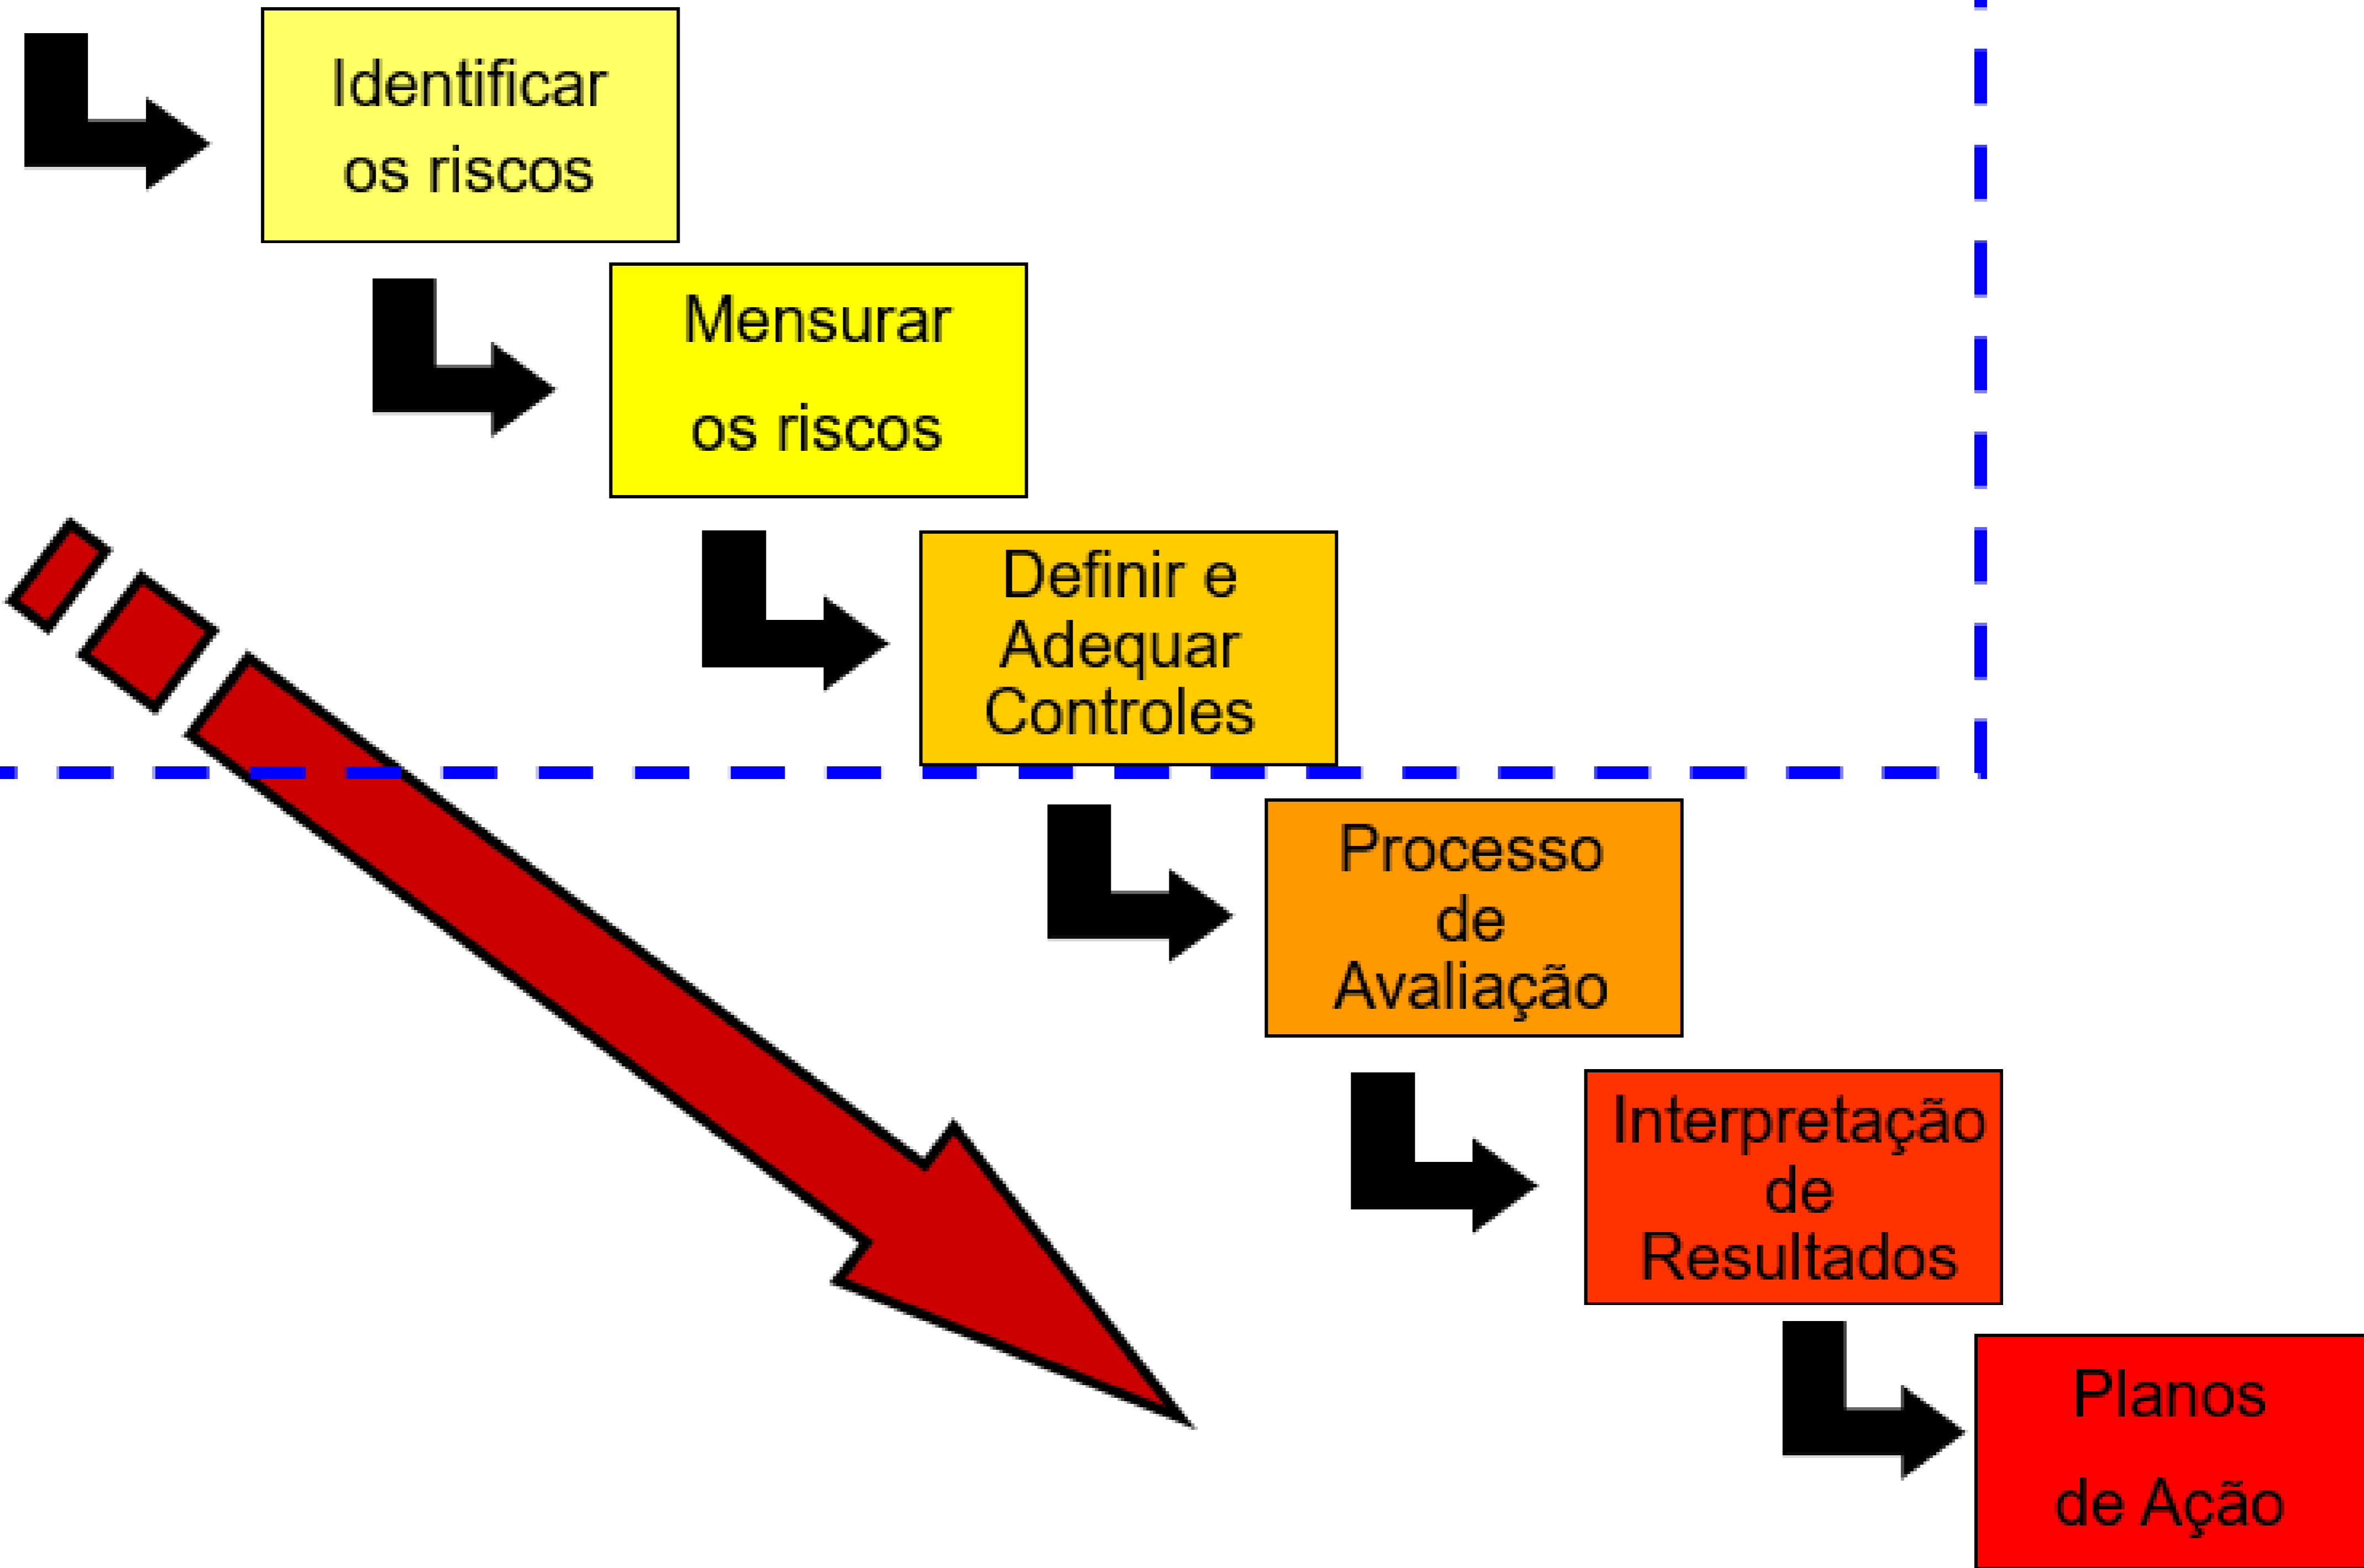 Identificar
os riscos
Mensurar
os riscos
Definir e
Adequar
Controles
Processo
de
Avaliação
Interpretação
de
Resultados
Planos
de Ação